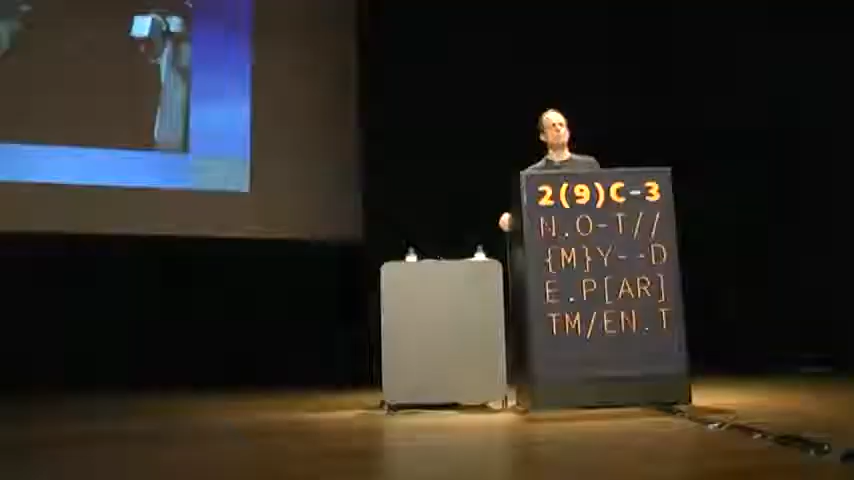 2(9)C-3
N.O-T//
{M}Y--D
E.P[AR]
TM/EN.T